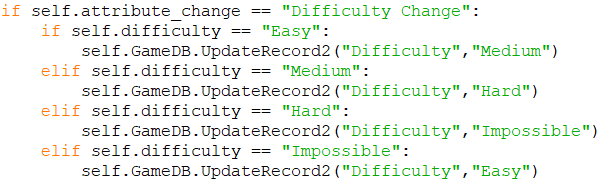 if self.attribute_change == "Difficulty Change":
    if self.difficulty == "Easy":
        self.GameDB.UpdateRecord2("Difficulty","Medium")
    elif self.difficulty == "Medium":
        self.GameDB.UpdateRecord2("Difficulty","Hard")
    elif self.difficulty == "Hard":
        self.GameDB.UpdateRecord2("Difficulty","Impossible")
    elif self.difficulty == "Impossible":
        self.GameDB.UpdateRecord2("Difficulty","Easy")